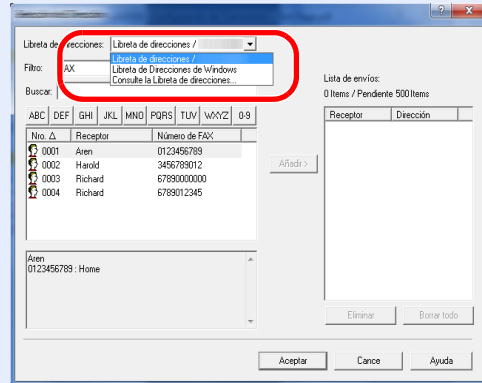 Libreta de direcciones: Libreta de direcciones /
Libreta de direcciones /
Libreta de Direcciones de Windows
Consulte la Libreta de direcciones...
Filtro: AX
Buscar:
Lista de envíos:
0 Items / Pendiente 500 Items
ABC DEF GHI JKL MNO PQRS TUV WXYZ 0-9
Nro. Receptor Número de FAX
0001 Aren 0123456789
0002 Harold 3456789012
0003 Richard 67890000000
0004 Richard 6789012345
Receptor Dirección
Añadir >
Aren
0123456789 : Home
Eliminar Borrar todo
Aceptar Cance Ayuda